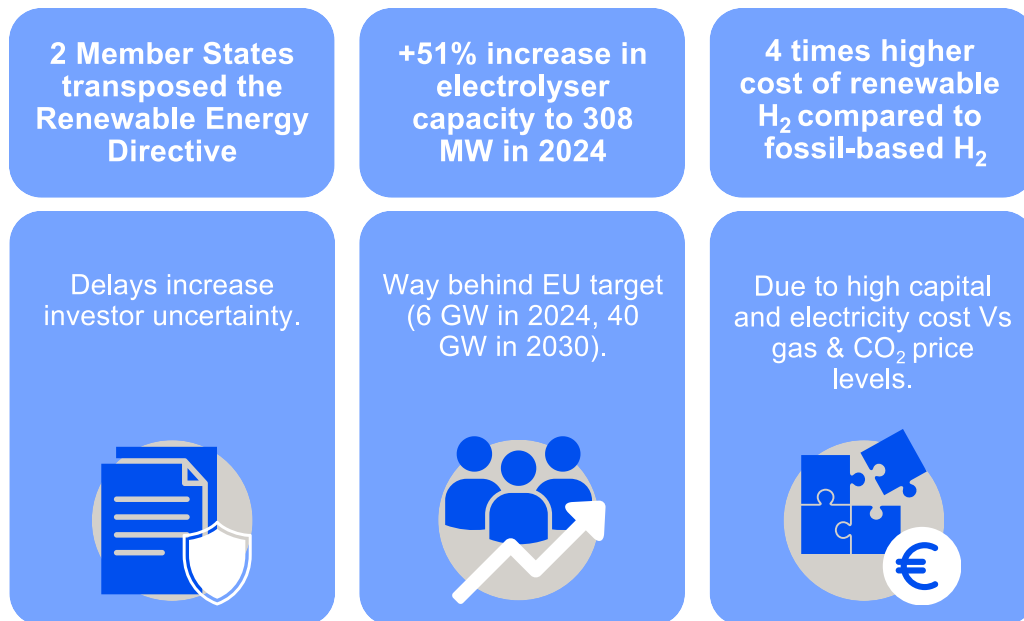 2 Member States
transposed the
Renewable Energy
Directive
+51% increase in
electrolyser
capacity to 308
MW in 2024
4 times higher
cost of renewable
H₂ compared to
fossil-based H₂
Delays increase
investor uncertainty.
Way behind EU target
(6 GW in 2024, 40
GW in 2030).
Due to high capital
and electricity cost Vs
gas & CO₂ price
levels.
€